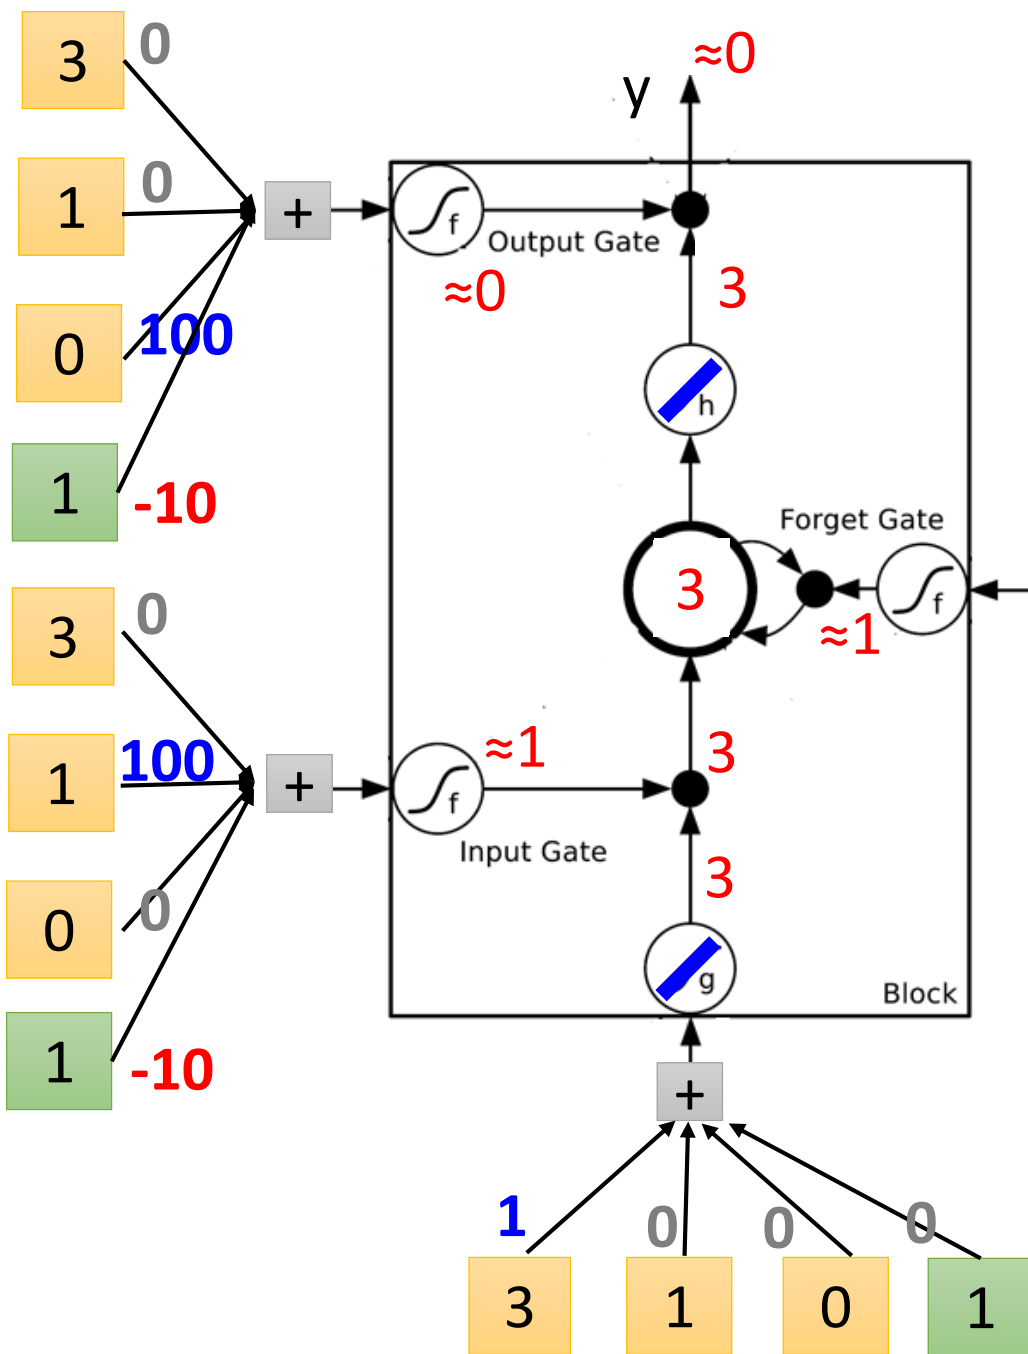 3 0
1 0
0 100
1 -10
+
f
Output Gate
≈0
y
≈0
3
h
3
Forget Gate
f
≈1
3 0
1 100
0 0
1 -10
+
f
≈1
Input Gate
3
3
g
Block
+
1 0 0 0
3 1 0 1